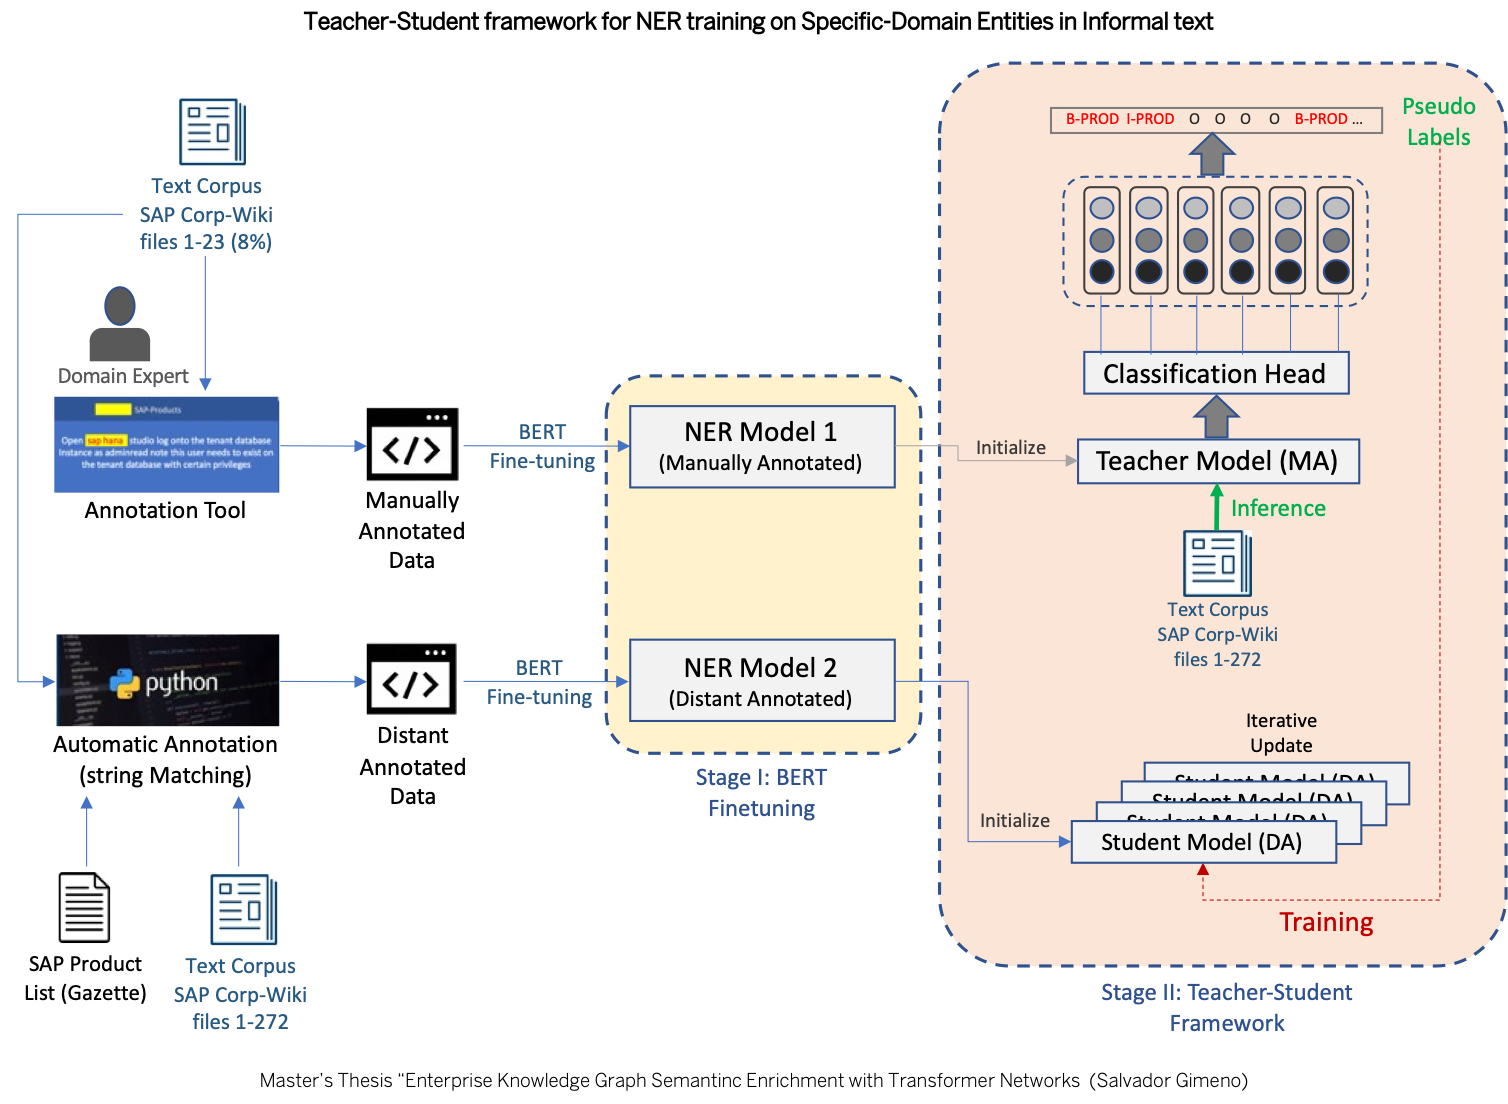 Teacher-Student framework for NER training on Specific-Domain Entities in Informal text
Text Corpus
SAP Corp-Wiki
files 1-23 (8%)
Domain Expert
SAP-Products
Open sap hana studio log onto the tenant database
Instance as adminread note this user needs to exist on
the tenant database with certain privileges
Annotation Tool
Manually
Annotated
Data
BERT
Fine-tuning
NER Model 1
(Manually Annotated)
python
Automatic Annotation
(string Matching)
SAP Product
List (Gazette)
Text Corpus
SAP Corp-Wiki
files 1-272
Distant
Annotated
Data
BERT
Fine-tuning
NER Model 2
(Distant Annotated)
Stage I: BERT
Finetuning
B-PROD I-PROD O O O O B-PROD ...
Pseudo
Labels
Classification Head
Initialize
Teacher Model (MA)
Inference
Text Corpus
SAP Corp-Wiki
files 1-272
Iterative
Update
Student Model (DA)
Student Model (DA)
Student Model (DA)
Initialize
Student Model (DA)
Training
Stage II: Teacher-Student
Framework
Master's Thesis “Enterprise Knowledge Graph Semantinc Enrichment with Transformer Networks (Salvador Gimeno)